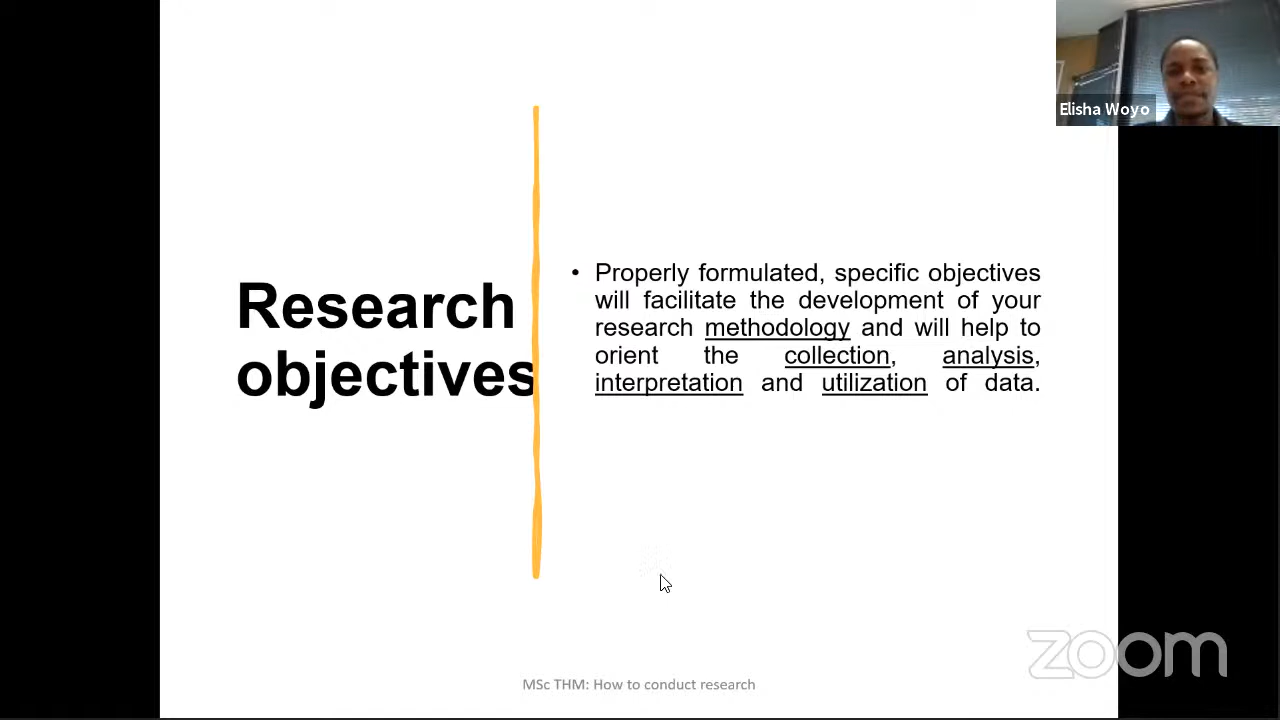 Elisha Woyo
Research
objectives
• Properly formulated, specific objectives
will facilitate the development of your
research methodology and will help to
orient the collection, analysis,
interpretation and utilization of data.
zoom
MSc THM: How to conduct research